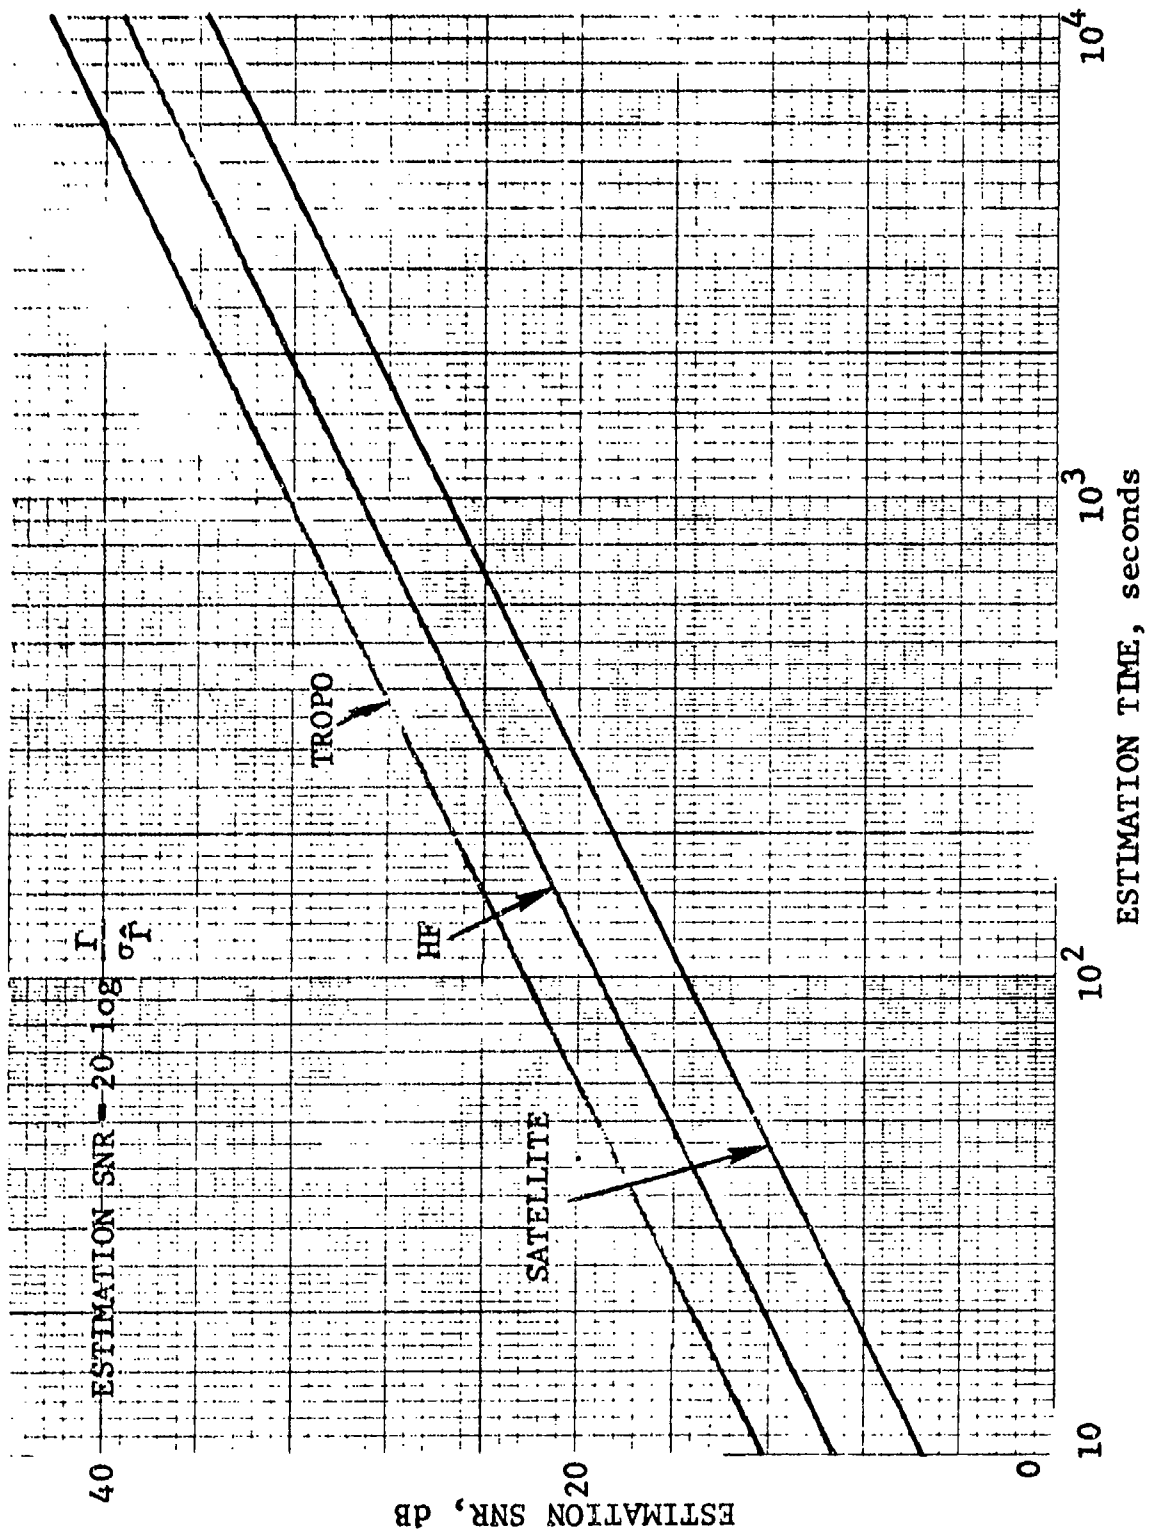 ESTIMATION SNR = 20 log Γ / σ Γ̂
TROPO
HF
SATELLITE
ESTIMATION SNR, dB
40
20
0
10
10²
10³
10⁴
ESTIMATION TIME, seconds